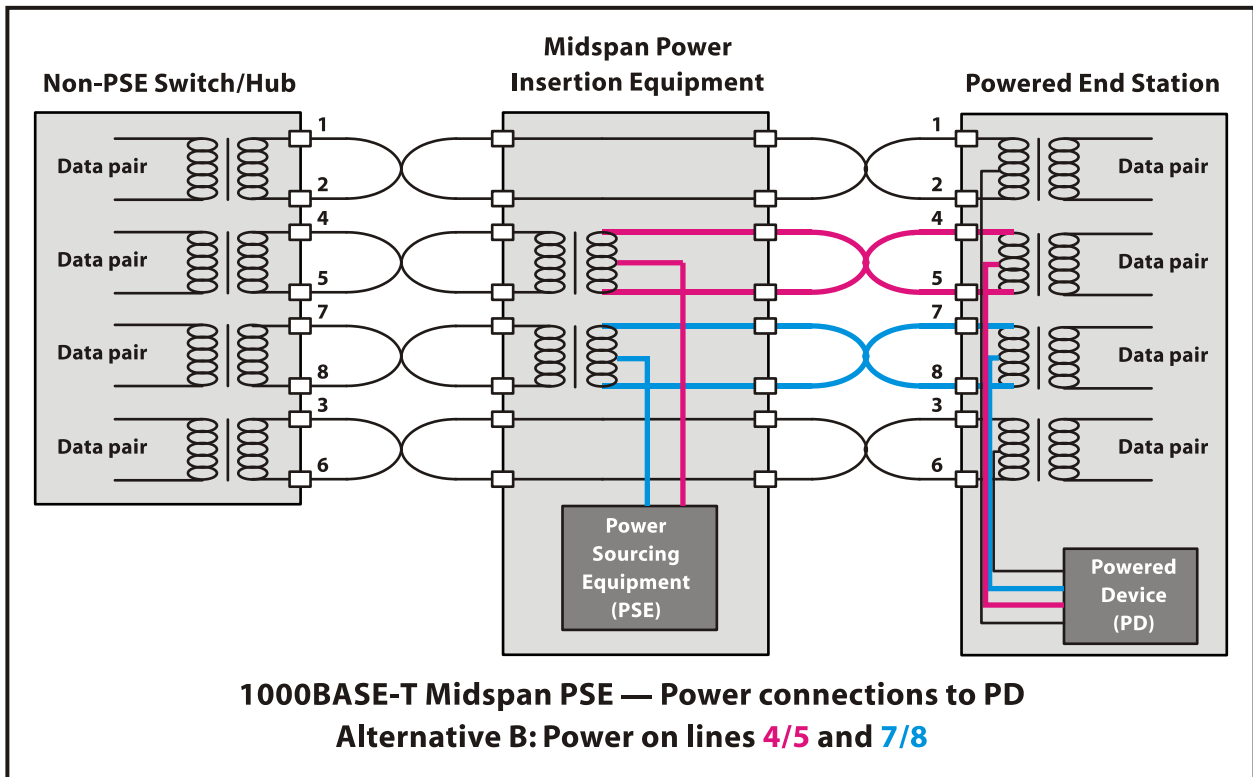 Non-PSE Switch/Hub
Midspan Power
Insertion Equipment
Powered End Station
Data pair
1
2
1
2
Data pair
Data pair
4
5
4
5
Data pair
Data pair
7
8
7
8
Data pair
Data pair
3
6
3
6
Data pair
Power
Sourcing
Equipment
(PSE)
Powered
Device
(PD)
1000BASE-T Midspan PSE — Power connections to PD
Alternative B: Power on lines 4/5 and 7/8